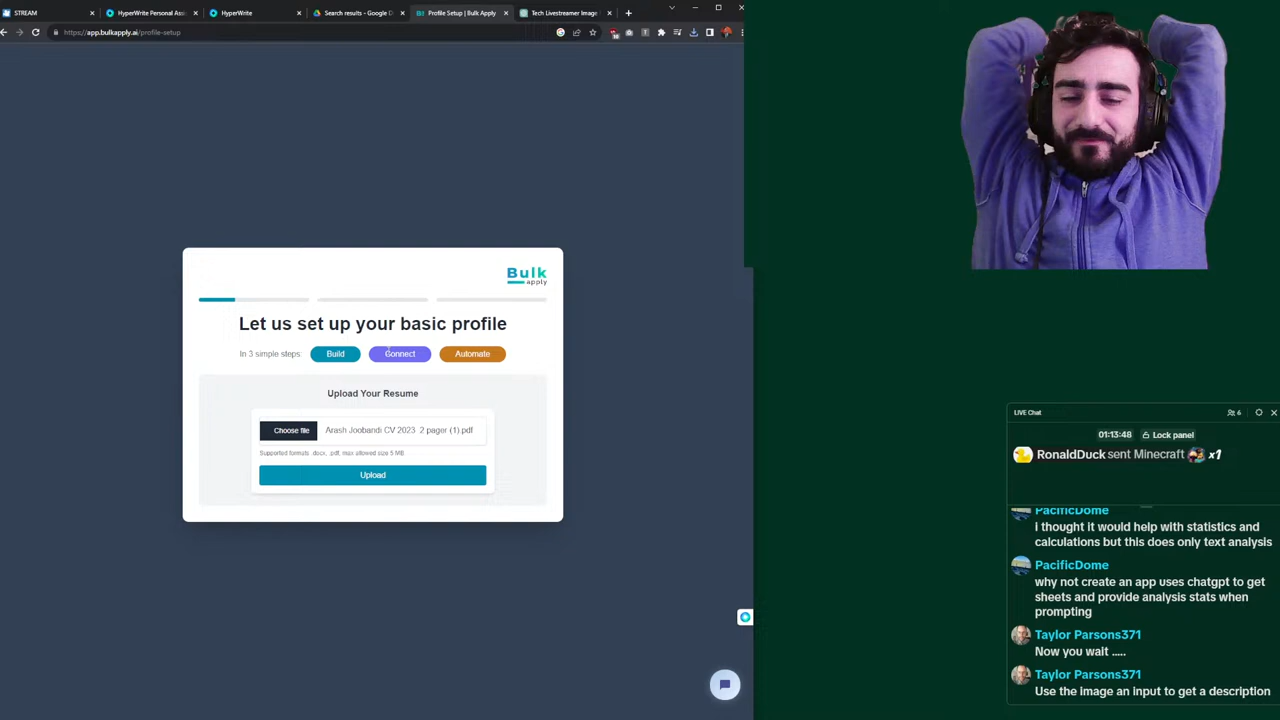 STREAM
HyperWrite Personal Ass
HyperWrite
Search results - Google D
Profile Setup | Bulk Apply
Tech Livestreamer Image
https://app.bulkapply.ai/profile-setup
Bulk
apply
Let us set up your basic profile
In 3 simple steps:
Build
Connect
Automate
Upload Your Resume
Choose file
Arash Joobandi CV 2023 2 pager (1).pdf
Supported formats .docx, .pdf, max allowed size 5 MB
Upload
LIVE Chat
6
01:13:48
Lock panel
RonaldDuck sent Minecraft x1
PacificDome
i thought it would help with statistics and
calculations but this does only text analysis
PacificDome
why not create an app uses chatgpt to get
sheets and provide analysis stats when
prompting
Taylor Parsons371
Now you wait .....
Taylor Parsons371
Use the image an input to get a description